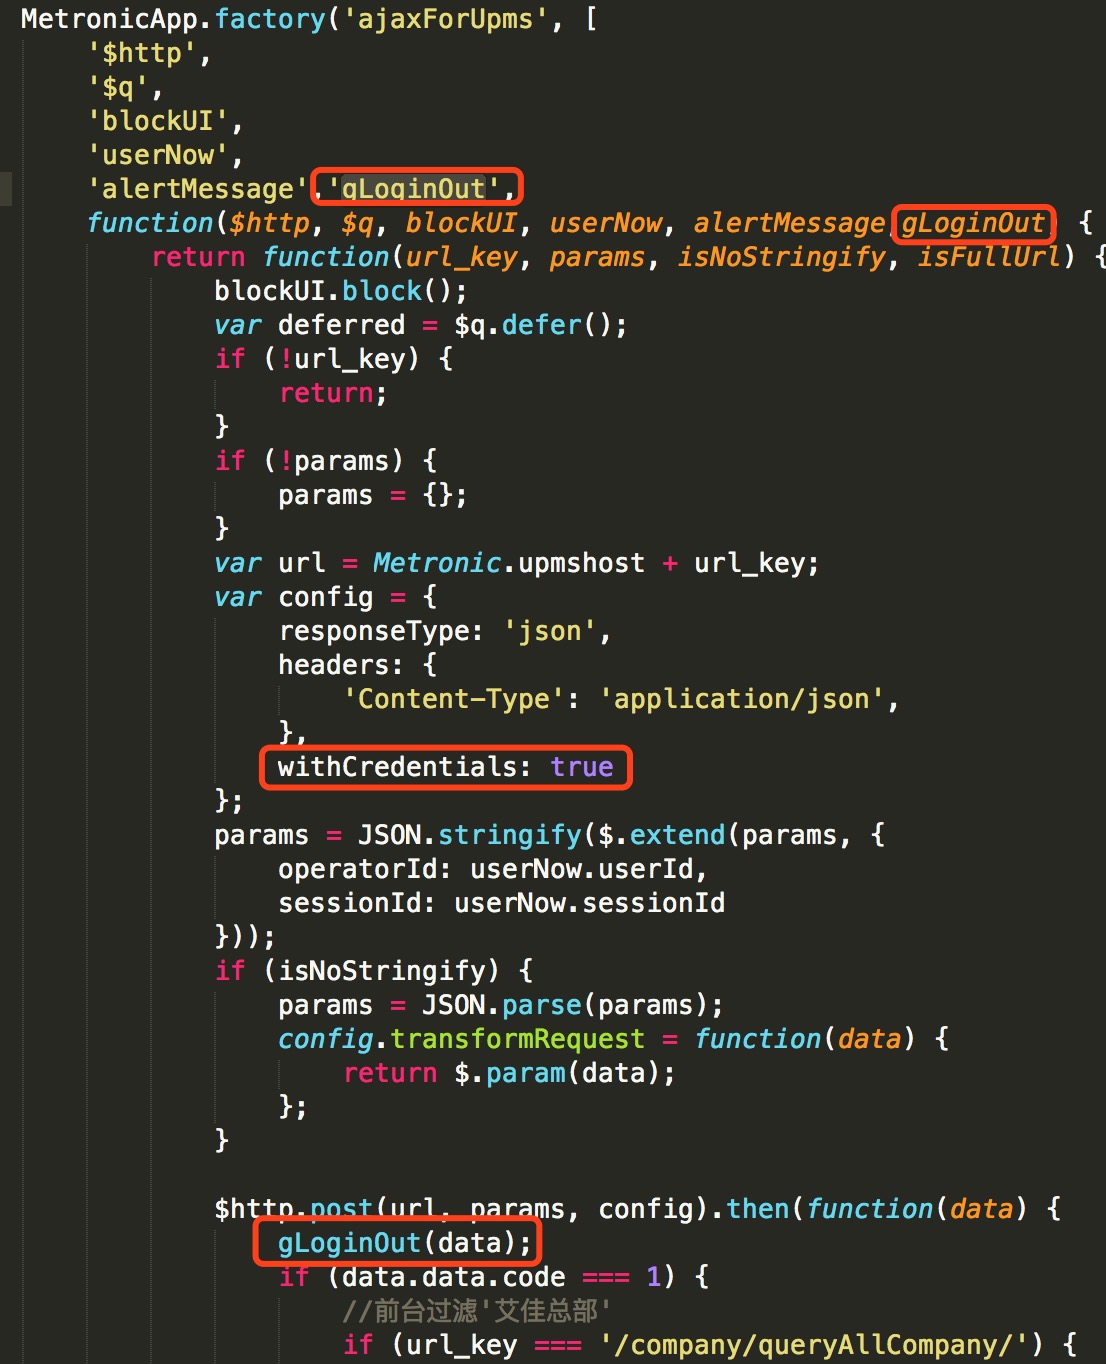 MetronicApp.factory('ajaxForUpms', [
'$http',
'$q',
'blockUI',
'userNow',
'alertMessage','gLoginOut',
function($http, $q, blockUI, userNow, alertMessage,gLoginOut) {
return function(url_key, params, isNoStringify, isFullUrl) {
blockUI.block();
var deferred = $q.defer();
if (!url_key) {
return;
}
if (!params) {
params = {};
}
var url = Metronic.upmshost + url_key;
var config = {
responseType: 'json',
headers: {
'Content-Type': 'application/json',
},
withCredentials: true
};
params = JSON.stringify($.extend(params, {
operatorId: userNow.userId,
sessionId: userNow.sessionId
}));
if (isNoStringify) {
params = JSON.parse(params);
config.transformRequest = function(data) {
return $.param(data);
};
}
$http.post(url, params, config).then(function(data) {
gLoginOut(data);
if (data.data.code === 1) {
//前台过滤'艾佳总部'
if (url_key === '/company/queryAllCompany/') {